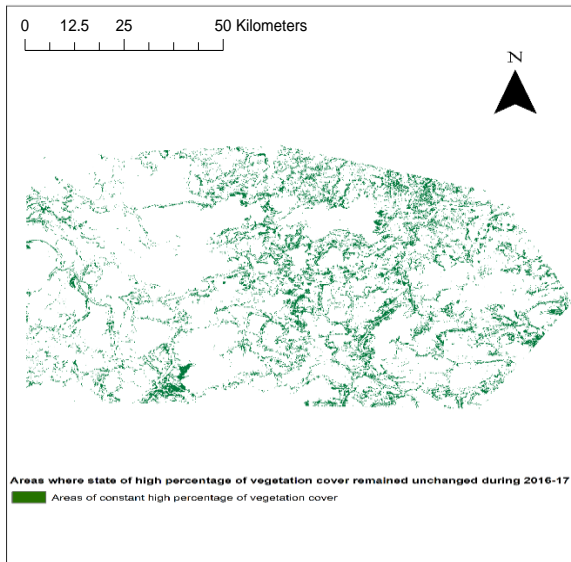 0 12.5 25 50 Kilometers
N
Areas where state of high percentage of vegetation cover remained unchanged during 2016-17
Areas of constant high percentage of vegetation cover